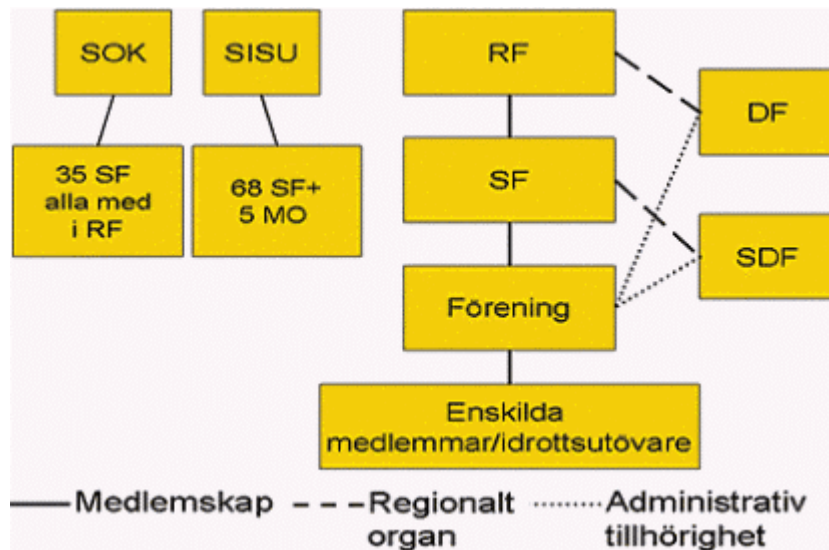 SOK
SISU
RF
DF
35 SF
alla med
i RF
68 SF+
5 MO
SF
SDF
Förening
Enskilda
medlemmar/idrottsutövare
Medlemskap
Regionalt
organ
Administrativ
tillhörighet